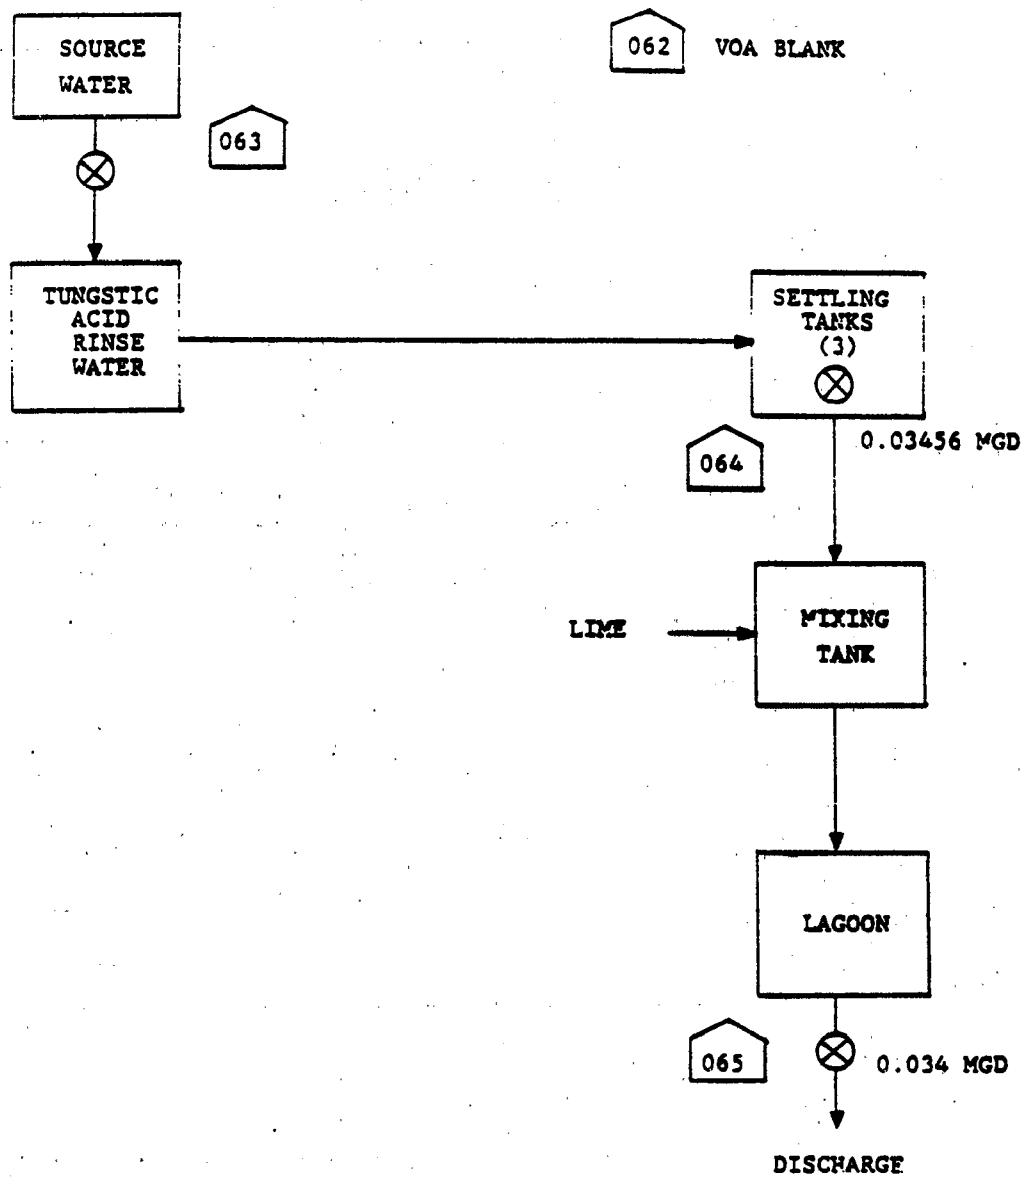 SOURCE
WATER
062
VOA BLANK
063
TUNGSTIC
ACID
RINSE
WATER
SETTLING
TANKS
(3)
0.03456 MGD
064
LIME
MIXING
TANK
LAGOON
065
0.034 MGD
DISCHARGE